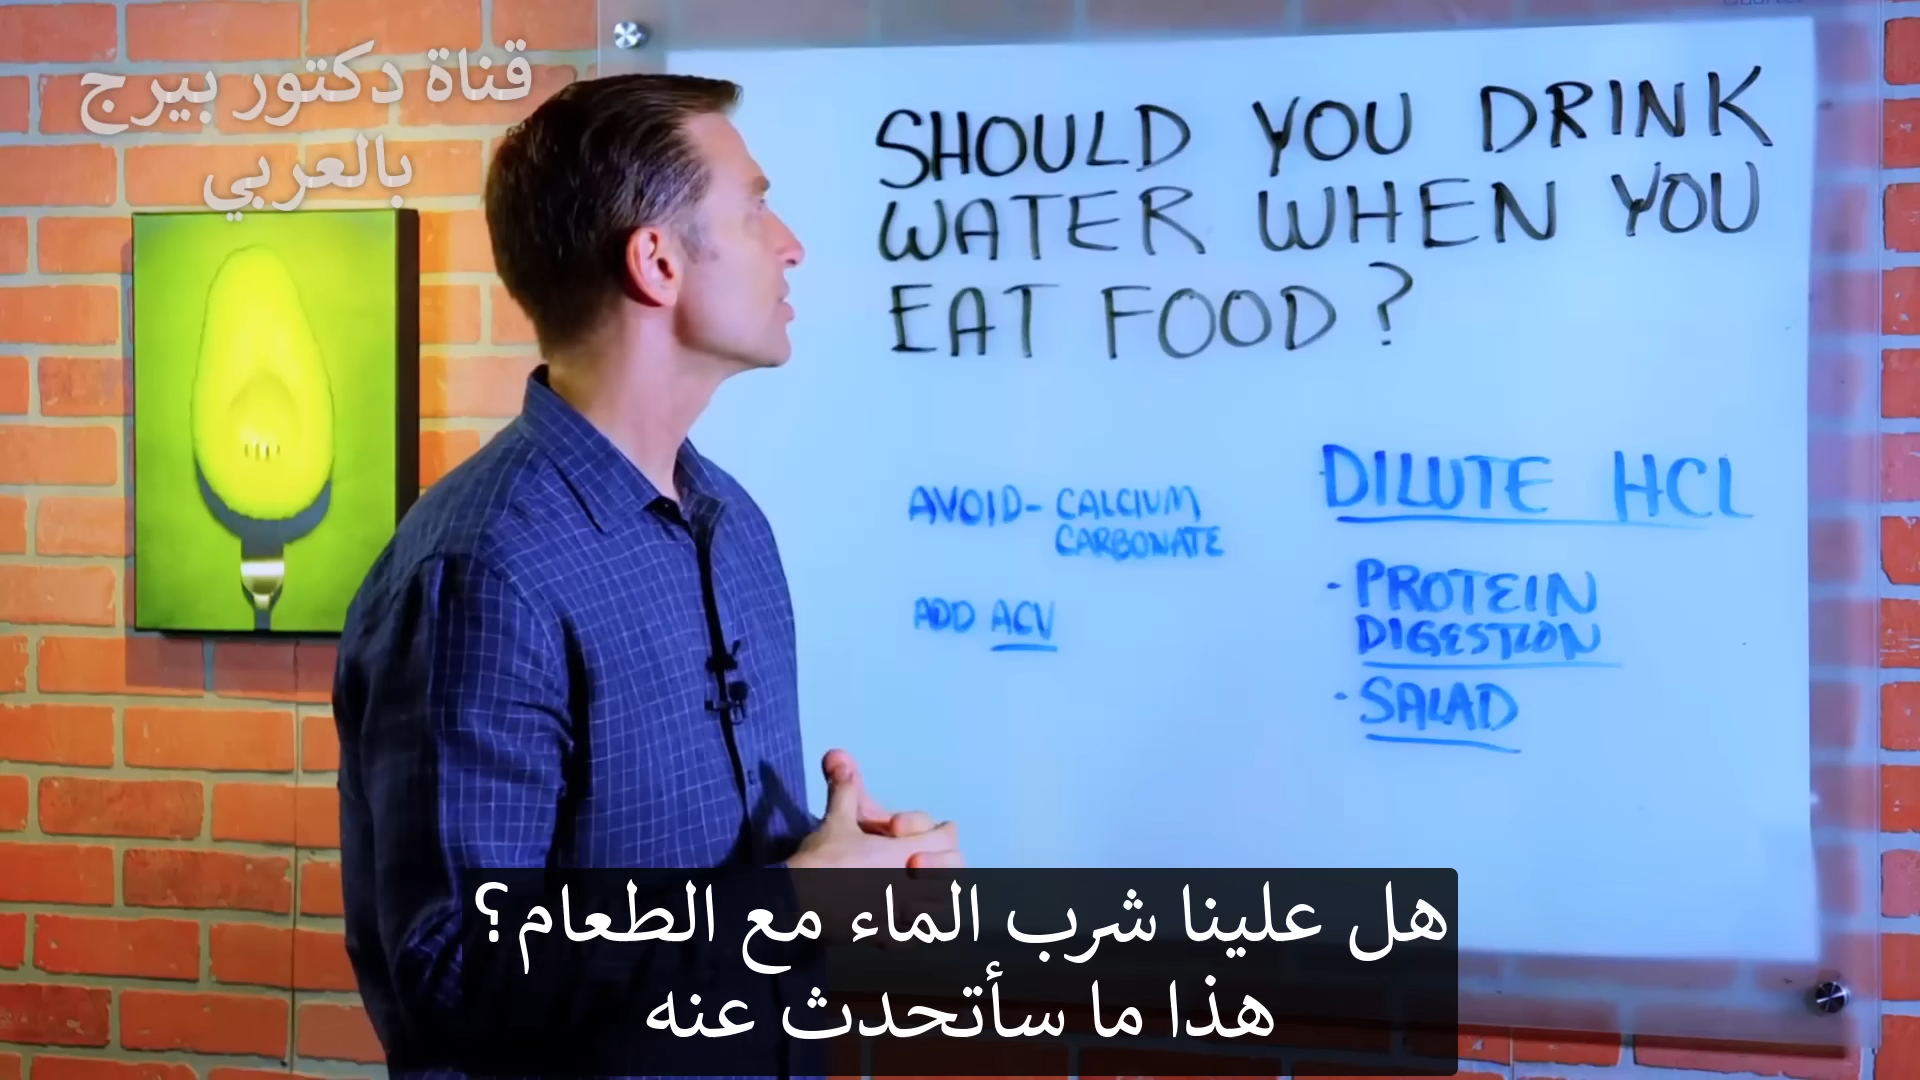 قناة دكتور بيرج
بالعربي
SHOULD YOU DRINK
WATER WHEN YOU
EAT FOOD?
AVOID- CALCIUM
CARBONATE
ADD ACV
DILUTE HCL
· PROTEIN
DIGESTION
· SALAD
هل علينا شرب الماء مع الطعام؟
هذا ما سأتحدث عنه